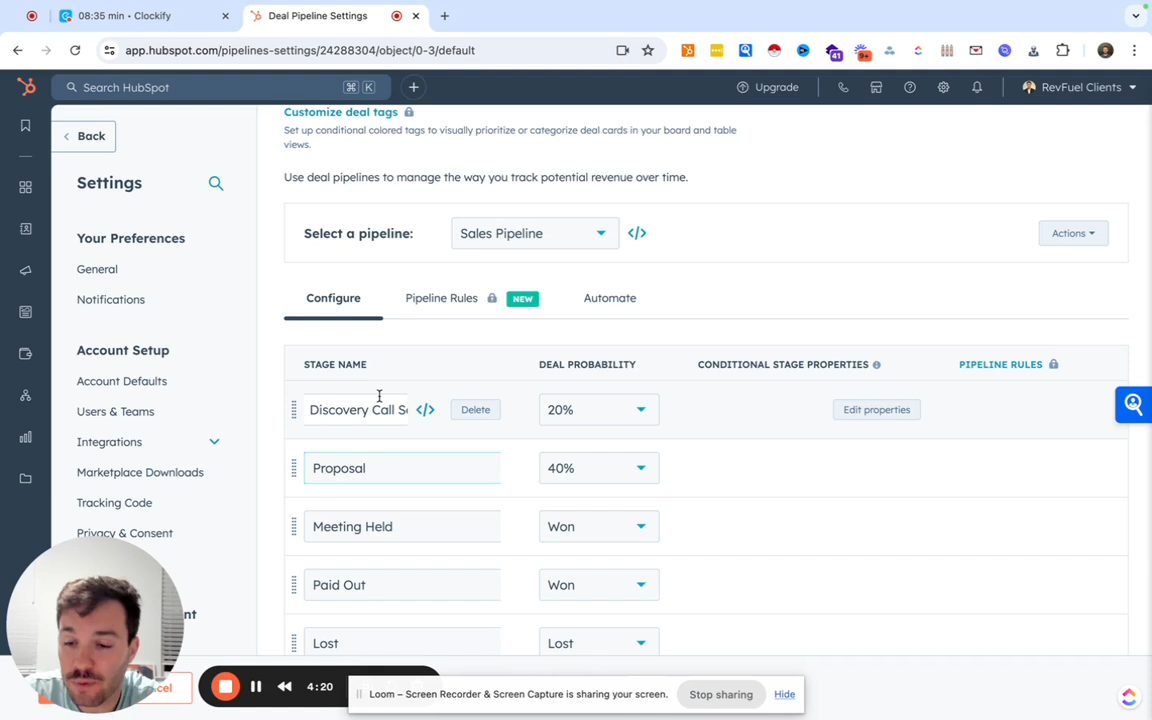 08:35 min • Clockify
Deal Pipeline Settings
app.hubspot.com/pipelines-settings/24288304/object/0-3/default
41
9+
Search HubSpot
⌘ K
Upgrade
RevFuel Clients
Back
Settings
Your Preferences
General
Notifications
Account Setup
Account Defaults
Users & Teams
Integrations
Marketplace Downloads
Tracking Code
Privacy & Consent
Customize deal tags
Set up conditional colored tags to visually prioritize or categorize deal cards in your board and table
views.
Use deal pipelines to manage the way you track potential revenue over time.
Select a pipeline:
Sales Pipeline
</>
Actions
Configure
Pipeline Rules
NEW
Automate
STAGE NAME
DEAL PROBABILITY
CONDITIONAL STAGE PROPERTIES
PIPELINE RULES
Discovery Call S
</>
Delete
20%
Edit properties
Proposal
40%
Meeting Held
Won
Paid Out
Won
Lost
Lost
4:20
Loom – Screen Recorder & Screen Capture is sharing your screen.
Stop sharing
Hide